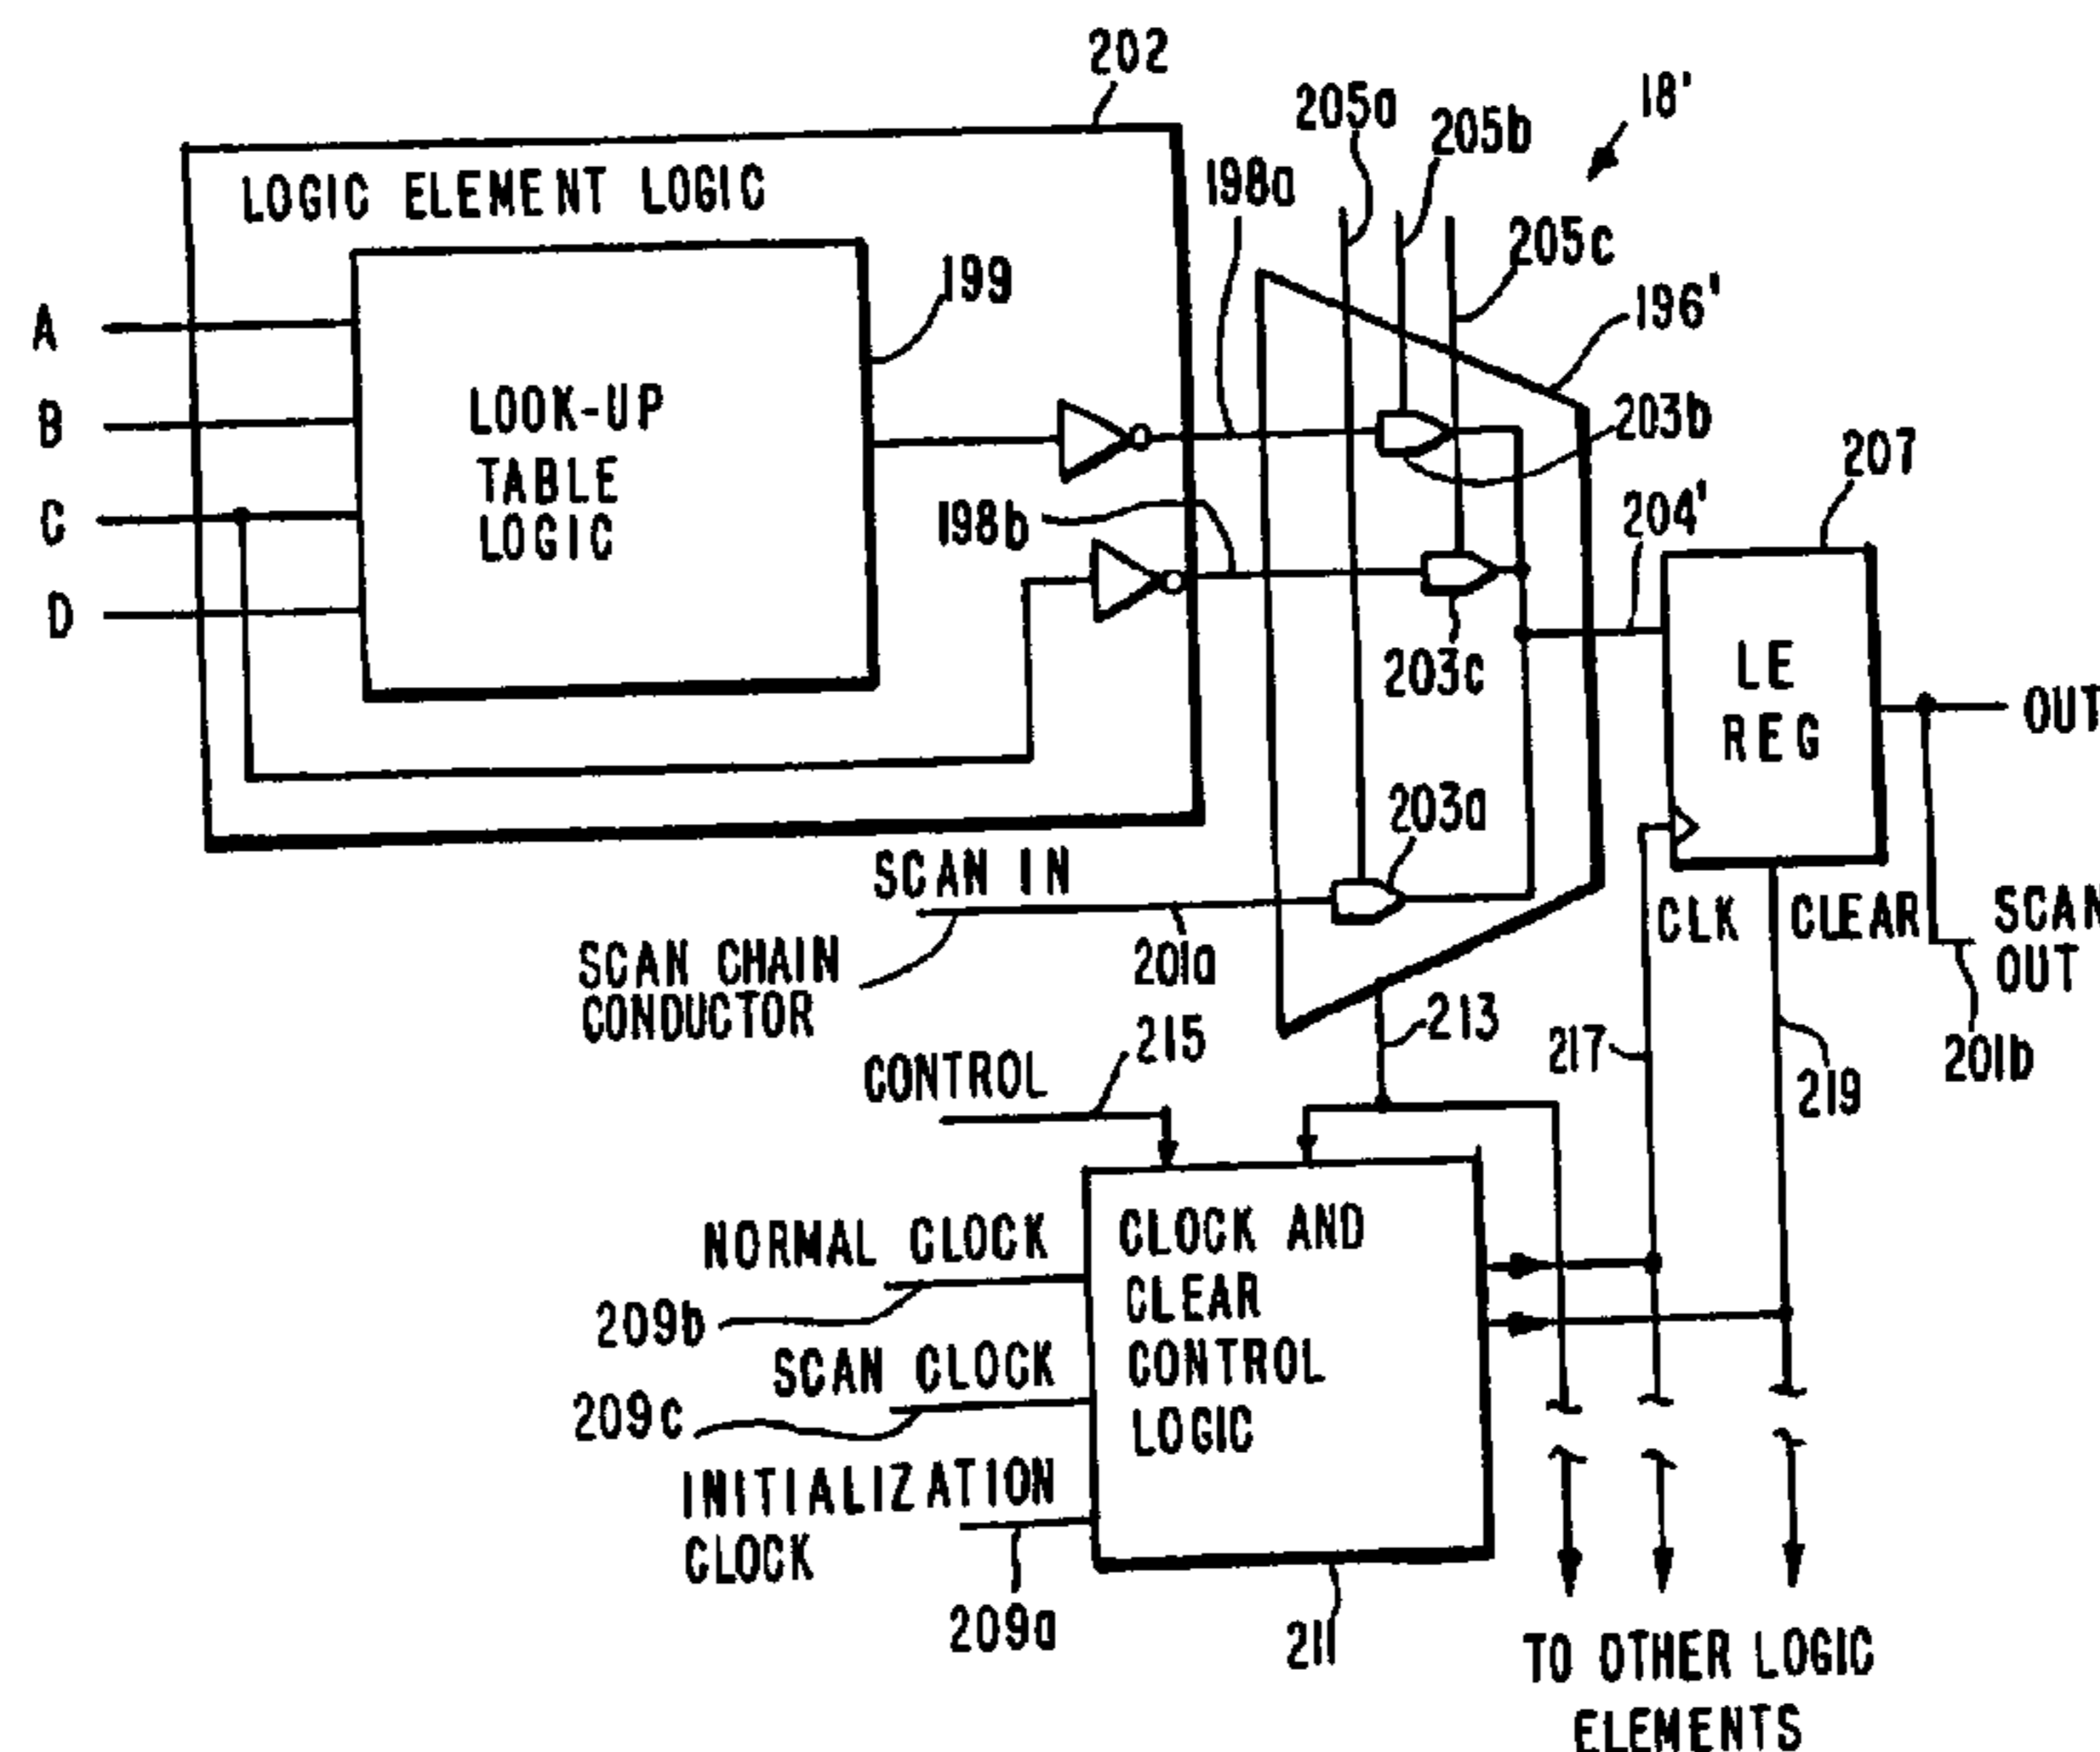 202
205a
18'
205b
198a
LOGIC ELEMENT LOGIC
205c
199
196'
A
LOOK-UP
TABLE
LOGIC
B
203b
207
C
198b
204'
D
203c
LE
REG
OUT
203a
SCAN IN
CLK
CLEAR
SCAN
OUT
SCAN CHAIN
CONDUCTOR
201a
213
215
217
201b
CONTROL
219
NORMAL CLOCK
CLOCK AND
CLEAR
CONTROL
LOGIC
209b
SCAN CLOCK
209c
INITIALIZATION
CLOCK
209a
211
TO OTHER LOGIC
ELEMENTS